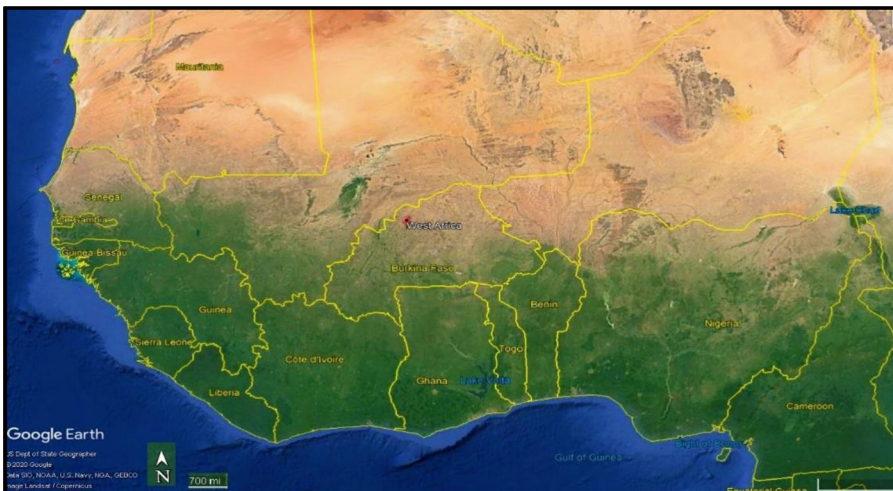 Mauritania
Senegal
Lake Chad
West Africa
Guinea-Bissau
Burkina Faso
Benin
Guinea
Nigeria
Sierra Leone
Togo
Côte d'Ivoire
Ghana
Lake Volta
Liberia
Cameroon
Google Earth
Gulf of Guinea
US Dept of State Geographer
©2020 Google
Data SIO, NOAA, U.S. Navy, NGA, GEBCO
Image Landsat / Copernicus
N
700 mi
Equatorial Guinea